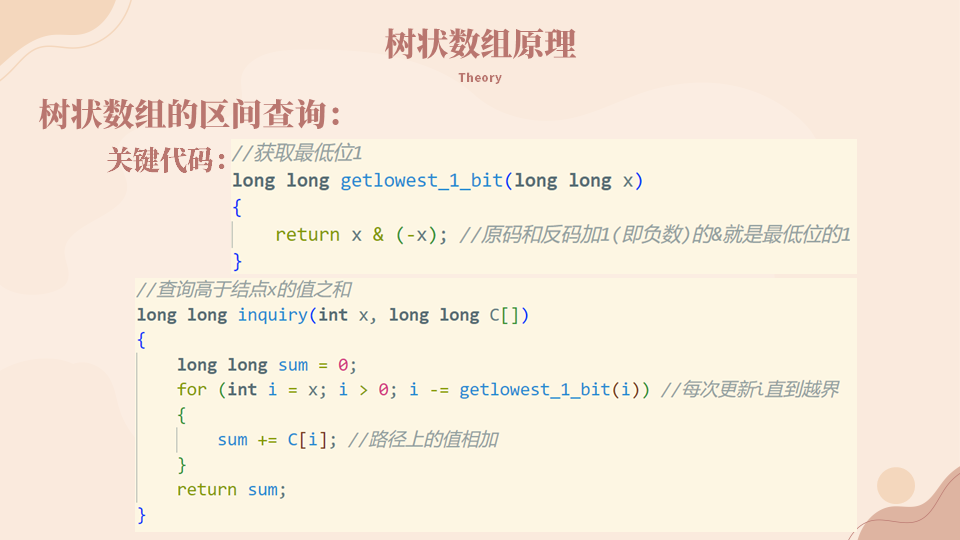 树状数组原理
Theory
树状数组的区间查询：
关键代码：
//获取最低位1
long long getlowest_1_bit(long long x)
{
    return x & (-x); //原码和反码加1(即负数)的&就是最低位的1
}
//查询高于结点x的值之和
long long inquiry(int x, long long C[])
{
    long long sum = 0;
    for (int i = x; i > 0; i -= getlowest_1_bit(i)) //每次更新i直到越界
    {
        sum += C[i]; //路径上的值相加
    }
    return sum;
}